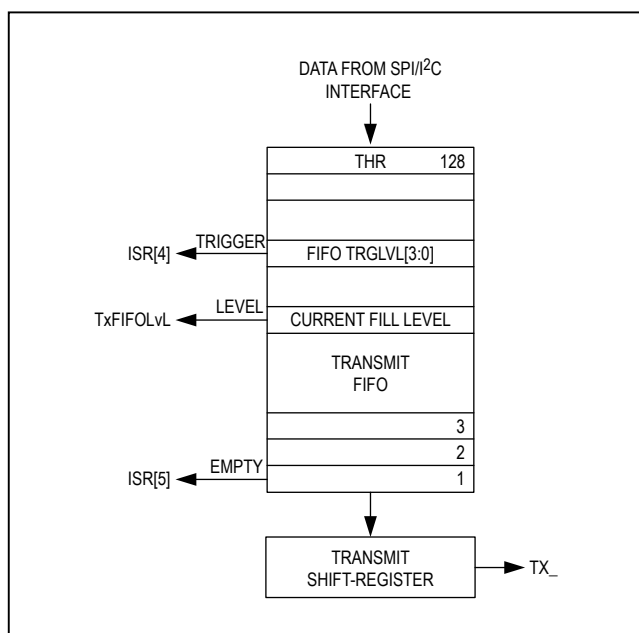 DATA FROM SPI/I2C
INTERFACE
THR 128
TRIGGER
ISR[4]
FIFO TRGLVL[3:0]
LEVEL
TxFIFOLvL
CURRENT FILL LEVEL
TRANSMIT
FIFO
3
2
EMPTY
ISR[5]
1
TRANSMIT
SHIFT-REGISTER
TX_